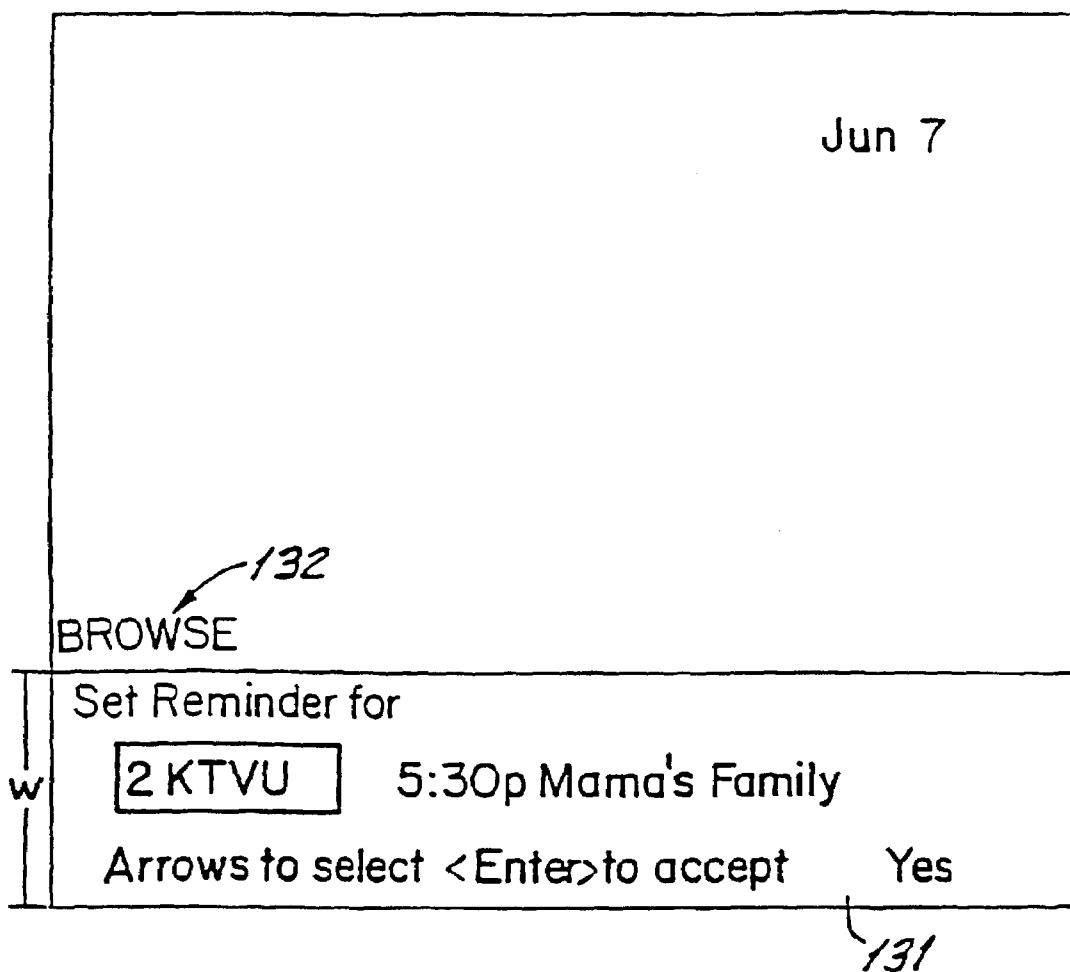 Jun 7
132
BROWSE
Set Reminder for
2 KTVU 5:30p Mama's Family
W
Arrows to select <Enter> to accept Yes
131